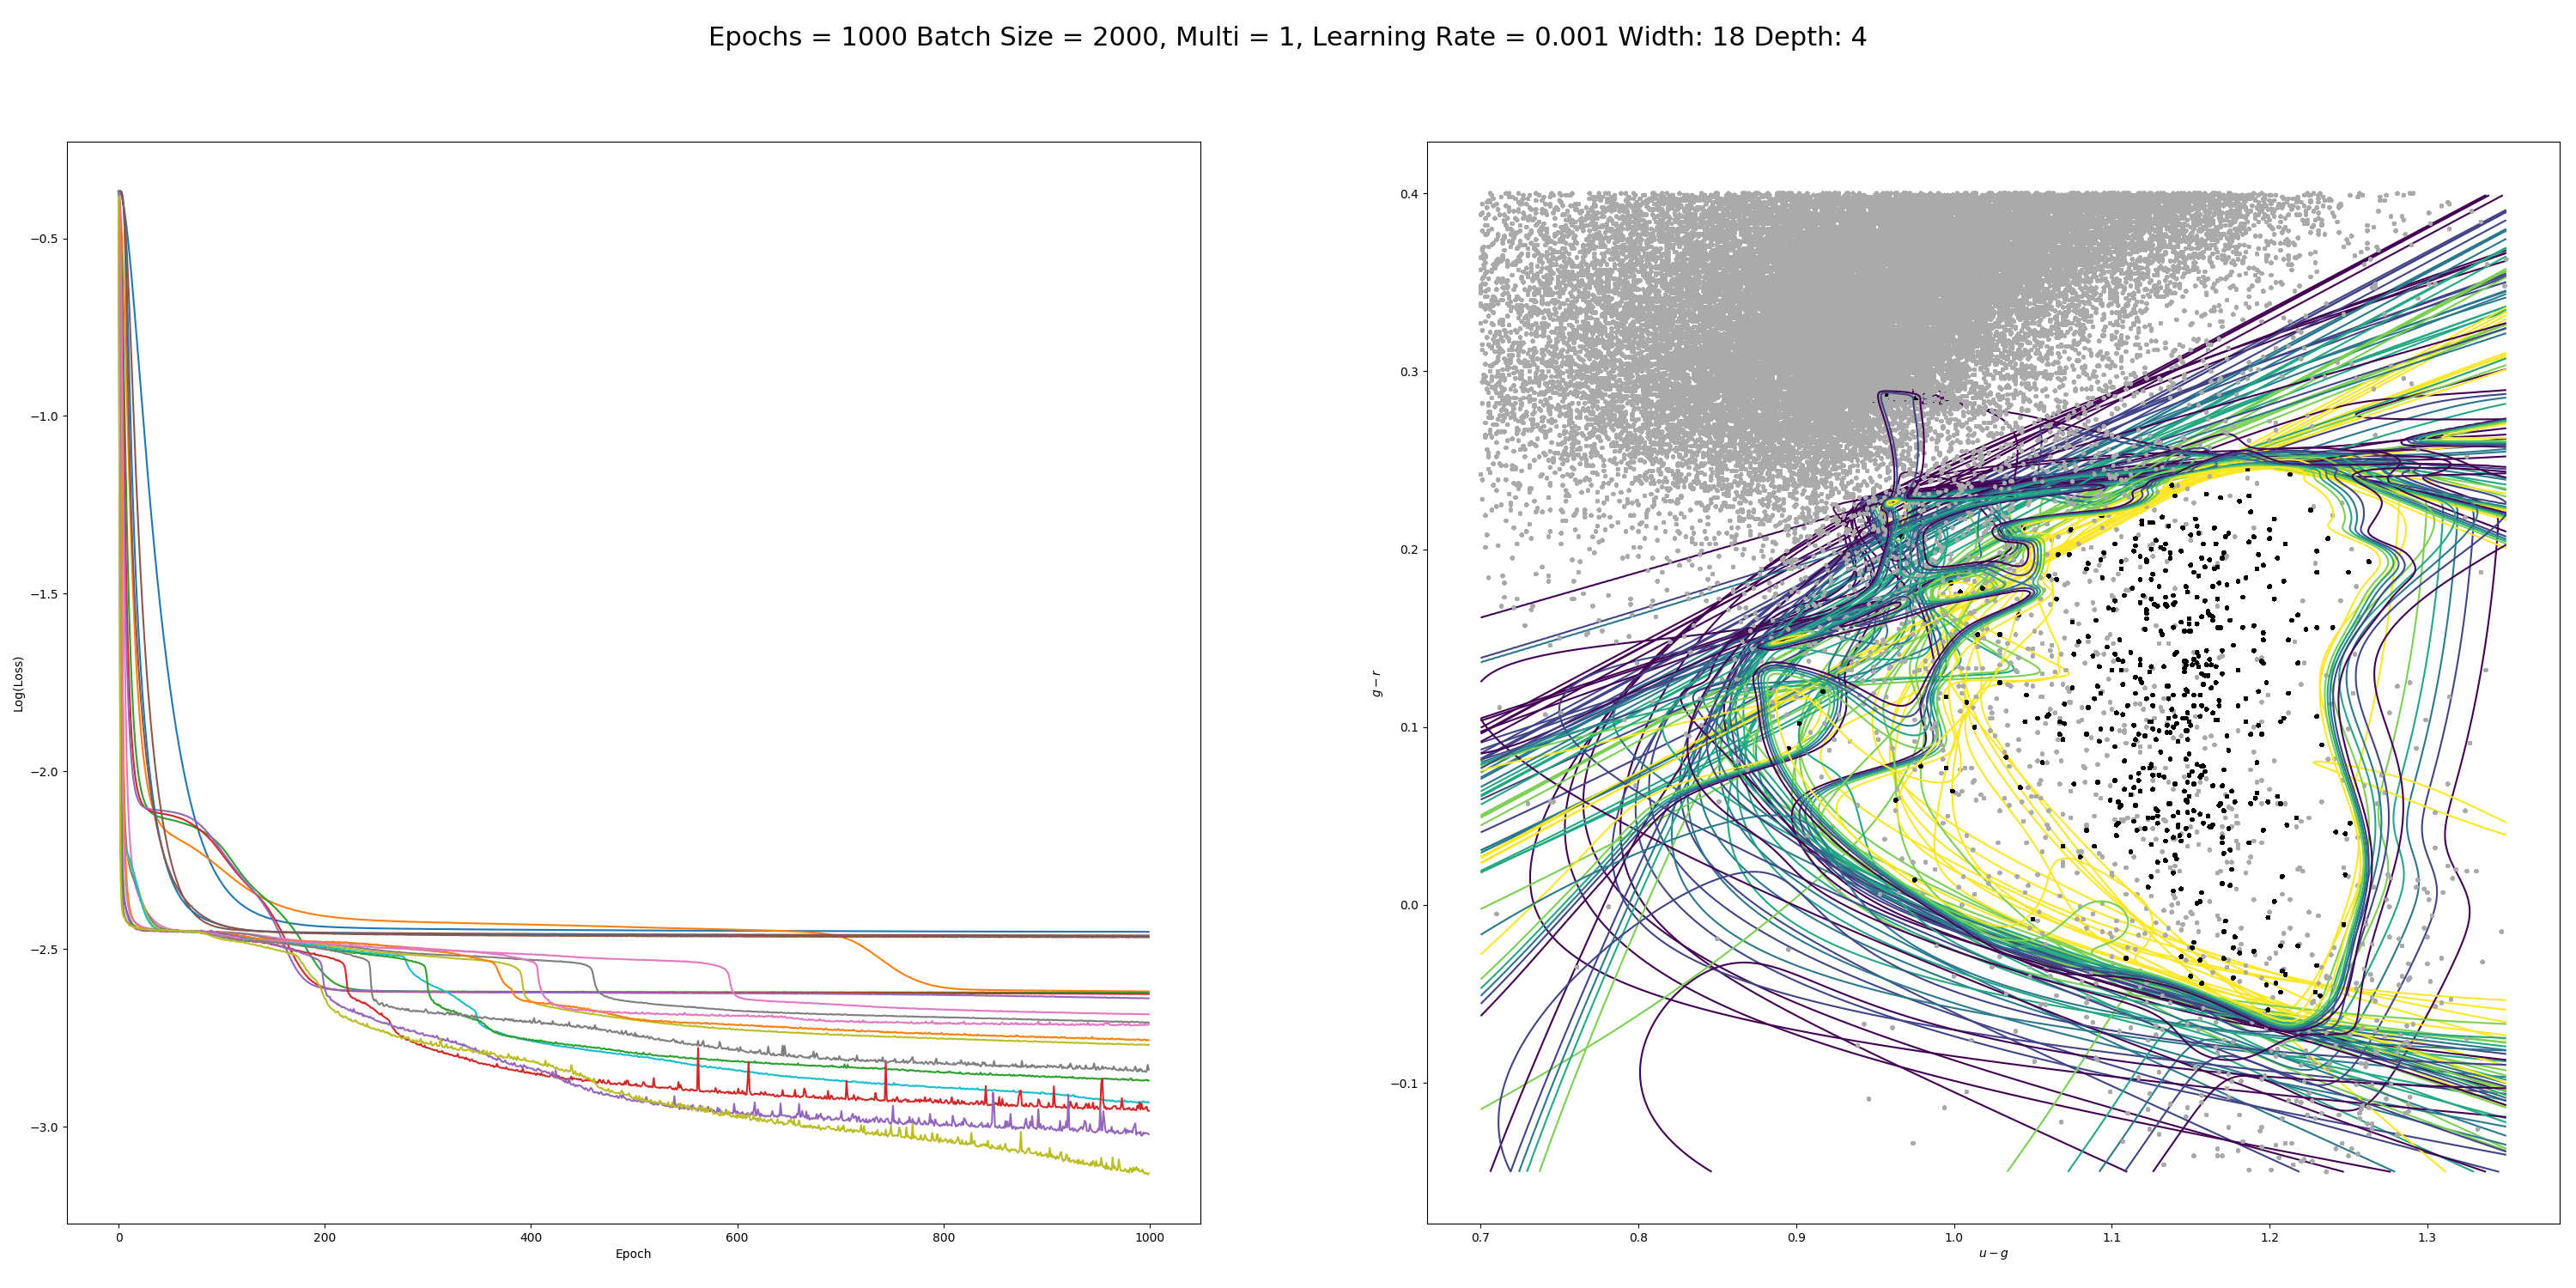 Epochs = 1000 Batch Size = 2000, Multi = 1, Learning Rate = 0.001 Width: 18 Depth: 4
Log(Loss)
−0.5
−1.0
−1.5
−2.0
−2.5
−3.0
0 200 400 600 800 1000
Epoch
g − r
0.4
0.3
0.2
0.1
0.0
−0.1
0.7 0.8 0.9 1.0 1.1 1.2 1.3
u − g